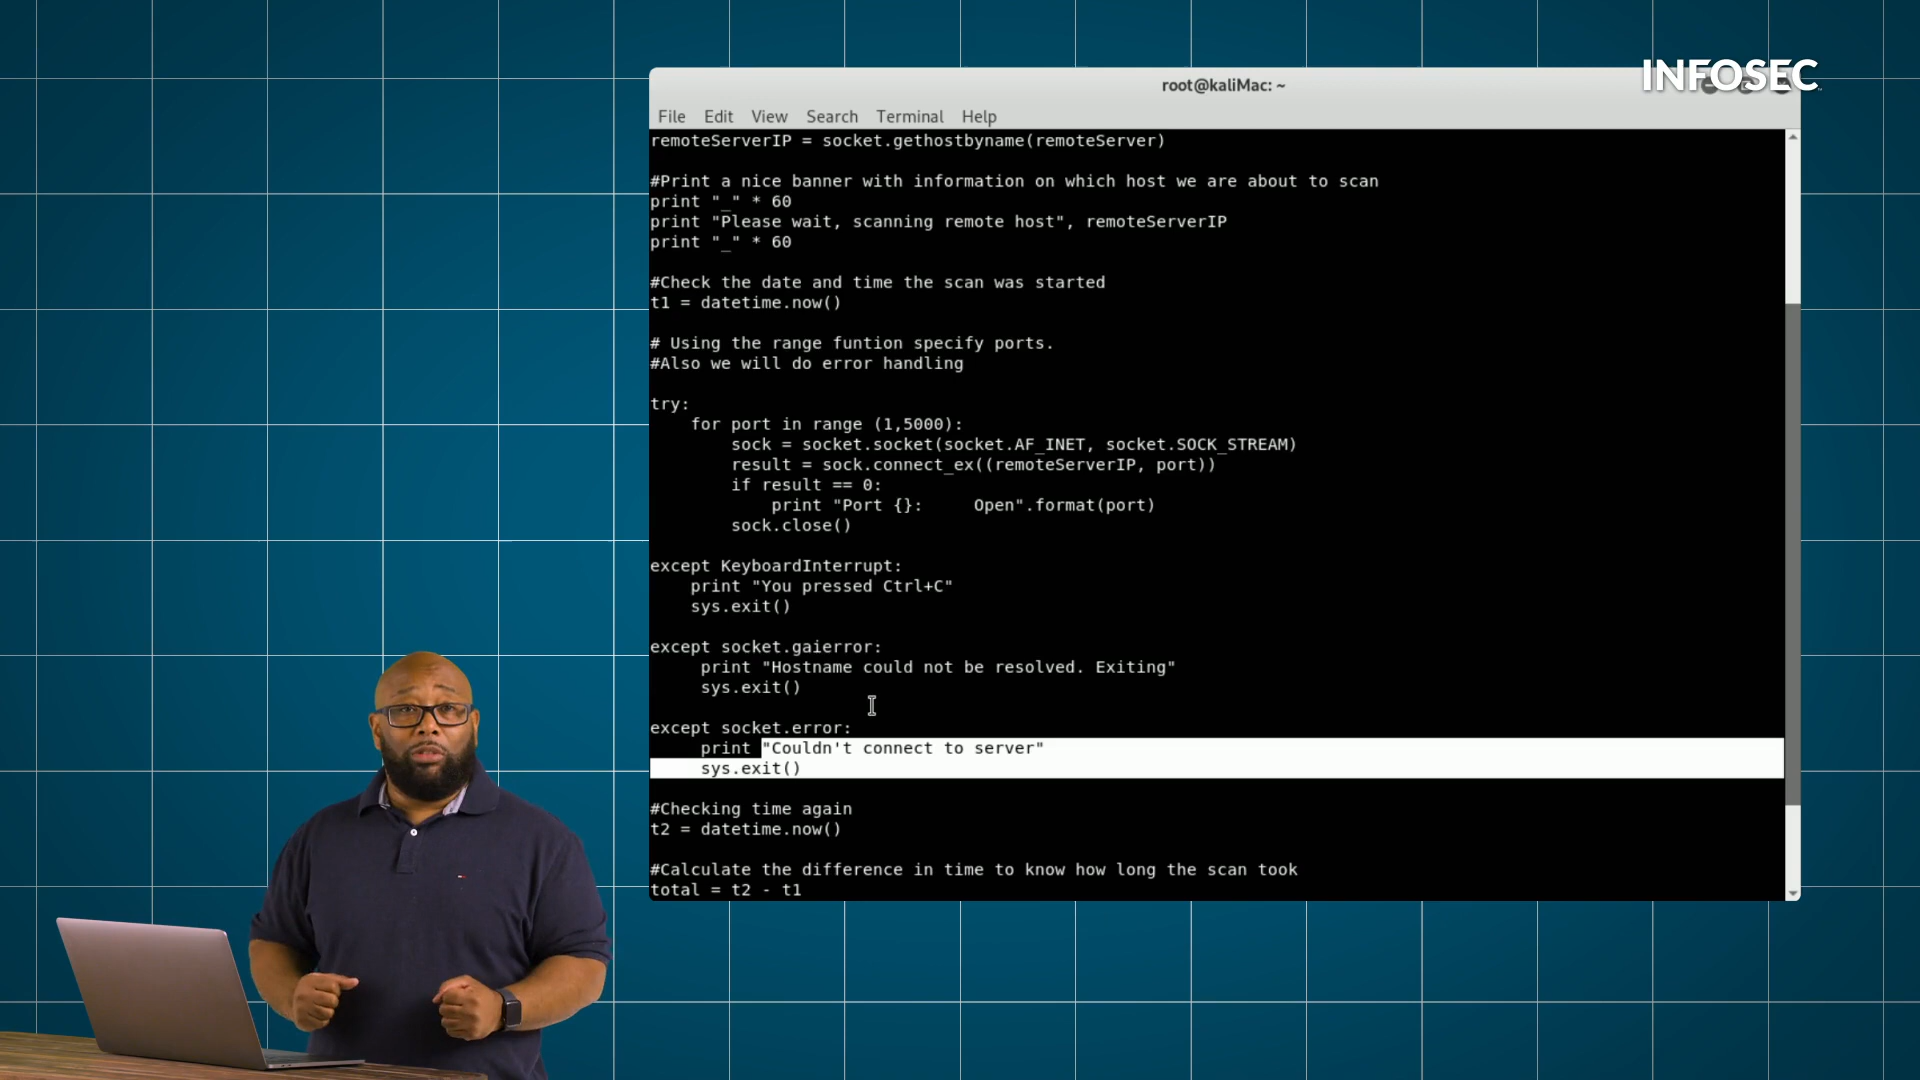 INFOSEC
root@kaliMac: ~
File Edit View Search Terminal Help
remoteServerIP = socket.gethostbyname(remoteServer)
#Print a nice banner with information on which host we are about to scan
print "_" * 60
print "Please wait, scanning remote host", remoteServerIP
print "_" * 60
#Check the date and time the scan was started
t1 = datetime.now()
# Using the range funtion specify ports.
#Also we will do error handling
try:
    for port in range (1,5000):
        sock = socket.socket(socket.AF_INET, socket.SOCK_STREAM)
        result = sock.connect_ex((remoteServerIP, port))
        if result == 0:
            print "Port {}:     Open".format(port)
        sock.close()
except KeyboardInterrupt:
    print "You pressed Ctrl+C"
    sys.exit()
except socket.gaierror:
     print "Hostname could not be resolved. Exiting"
     sys.exit()
except socket.error:
     print "Couldn't connect to server"
     sys.exit()
#Checking time again
t2 = datetime.now()
#Calculate the difference in time to know how long the scan took
total = t2 - t1